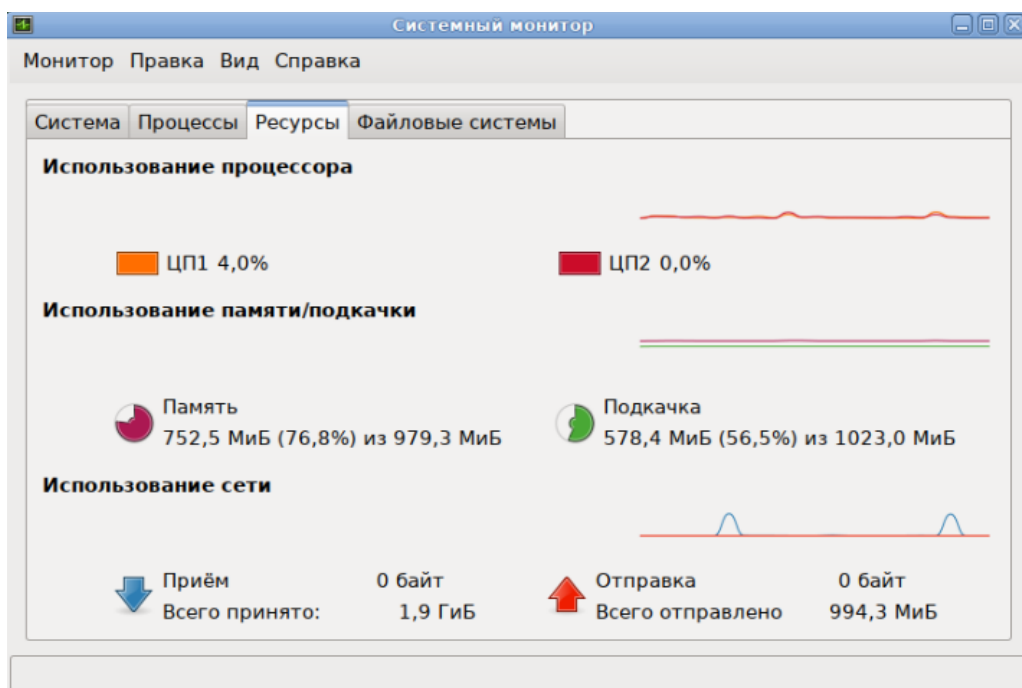 Системный монитор
Монитор Правка Вид Справка
Система Процессы Ресурсы Файловые системы
Использование процессора
ЦП1 4,0% ЦП2 0,0%
Использование памяти/подкачки
Память Подкачка
752,5 МиБ (76,8%) из 979,3 МиБ 578,4 МиБ (56,5%) из 1023,0 МиБ
Использование сети
Приём 0 байт Отправка 0 байт
Всего принято: 1,9 ГиБ Всего отправлено 994,3 МиБ